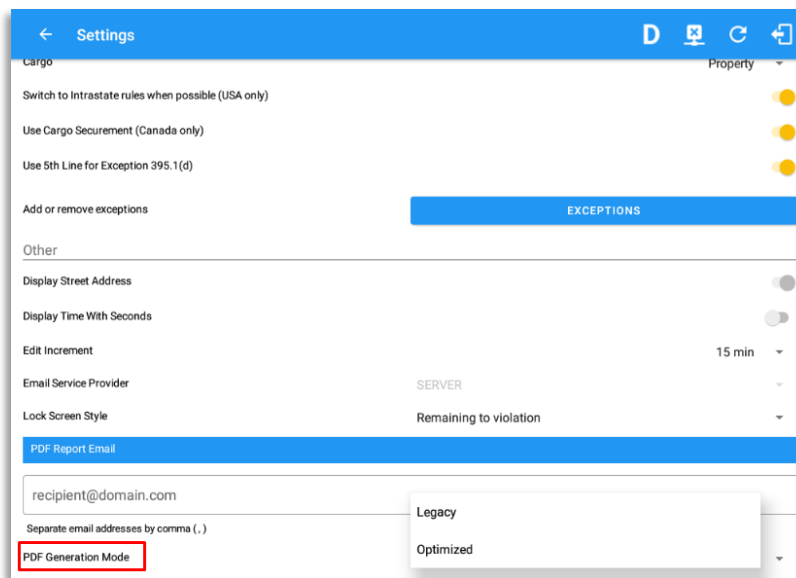 Settings
D
Cargo Property
Switch to Intrastate rules when possible (USA only)
Use Cargo Securement (Canada only)
Use 5th Line for Exception 395.1(d)
Add or remove exceptions EXCEPTIONS
Other
Display Street Address
Display Time With Seconds
Edit Increment 15 min
Email Service Provider SERVER
Lock Screen Style Remaining to violation
PDF Report Email
recipient@domain.com
Separate email addresses by comma (,)
Legacy
Optimized
PDF Generation Mode